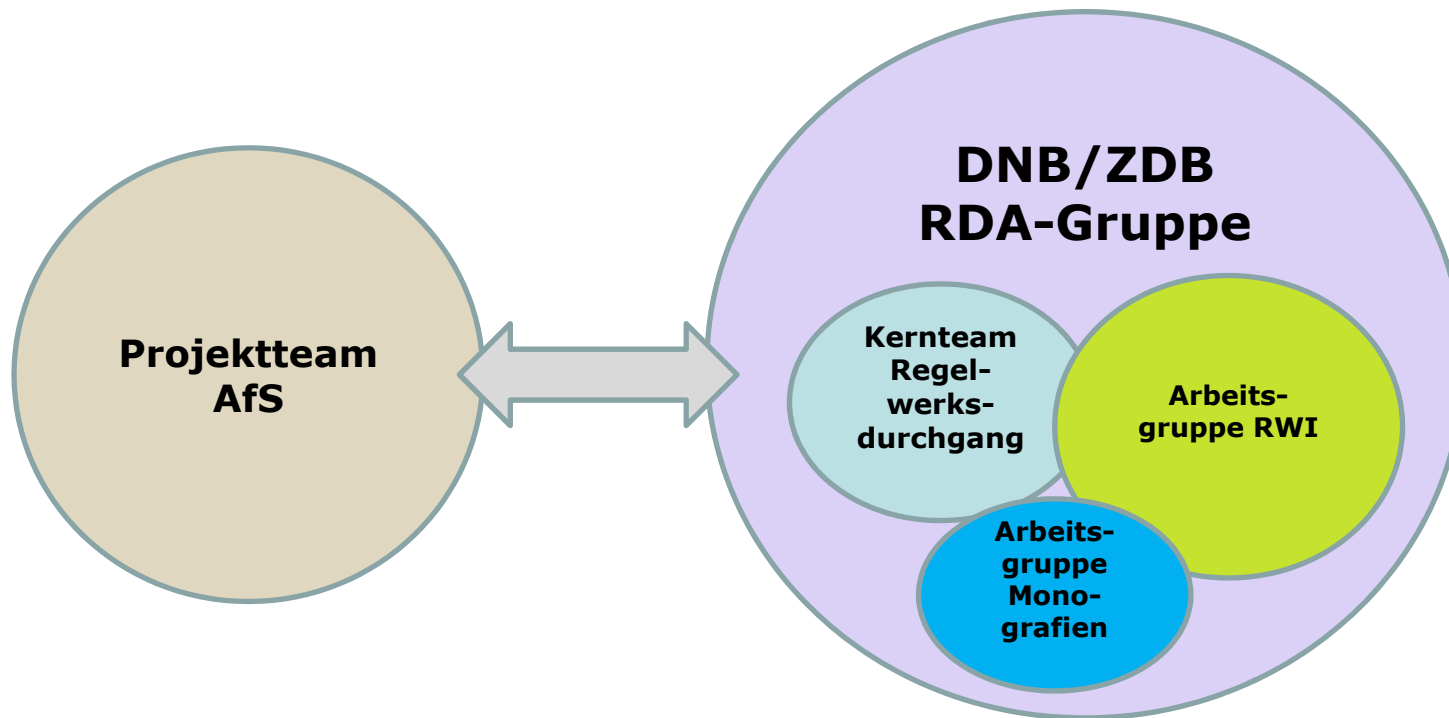 Projektteam
AfS
DNB/ZDB
RDA-Gruppe
Kernteam
Regel-
werks-
durchgang
Arbeits-
gruppe RWI
Arbeits-
gruppe
Mono-
grafien